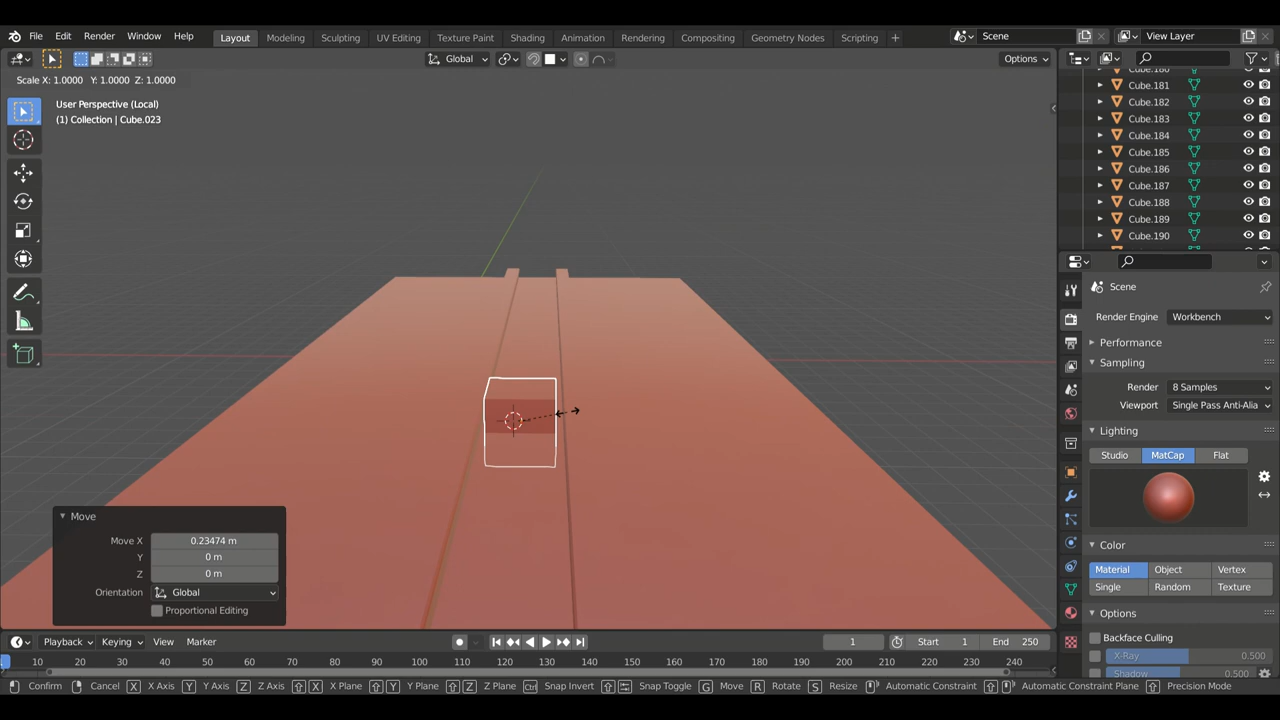 File Edit Render Window Help Layout Modeling Sculpting UV Editing Texture Paint Shading Animation Rendering Compositing Geometry Nodes Scripting + Scene View Layer
Global Options
Scale X: 1.0000 Y: 1.0000 Z: 1.0000
User Perspective (Local)
(1) Collection | Cube.023
Cube.181
Cube.182
Cube.183
Cube.184
Cube.185
Cube.186
Cube.187
Cube.188
Cube.189
Cube.190
Scene
Render Engine Workbench
Performance
Sampling
Render 8 Samples
Viewport Single Pass Anti-Alia
Lighting
Studio MatCap Flat
Color
Material Object Vertex
Single Random Texture
Options
Backface Culling
X-Ray 0.500
Shadow 0.500
Move
Move X 0.23474 m
Y 0 m
Z 0 m
Orientation Global
Proportional Editing
Playback Keying View Marker 1 Start 1 End 250
10 20 30 40 50 60 70 80 90 100 110 120 130 140 150 160 170 180 190 200 210 220 230 240
Confirm Cancel X X Axis Y Y Axis Z Z Axis X X Plane Y Y Plane Z Z Plane Ctrl Snap Invert Snap Toggle G Move R Rotate S Resize Automatic Constraint Automatic Constraint Plane Precision Mode